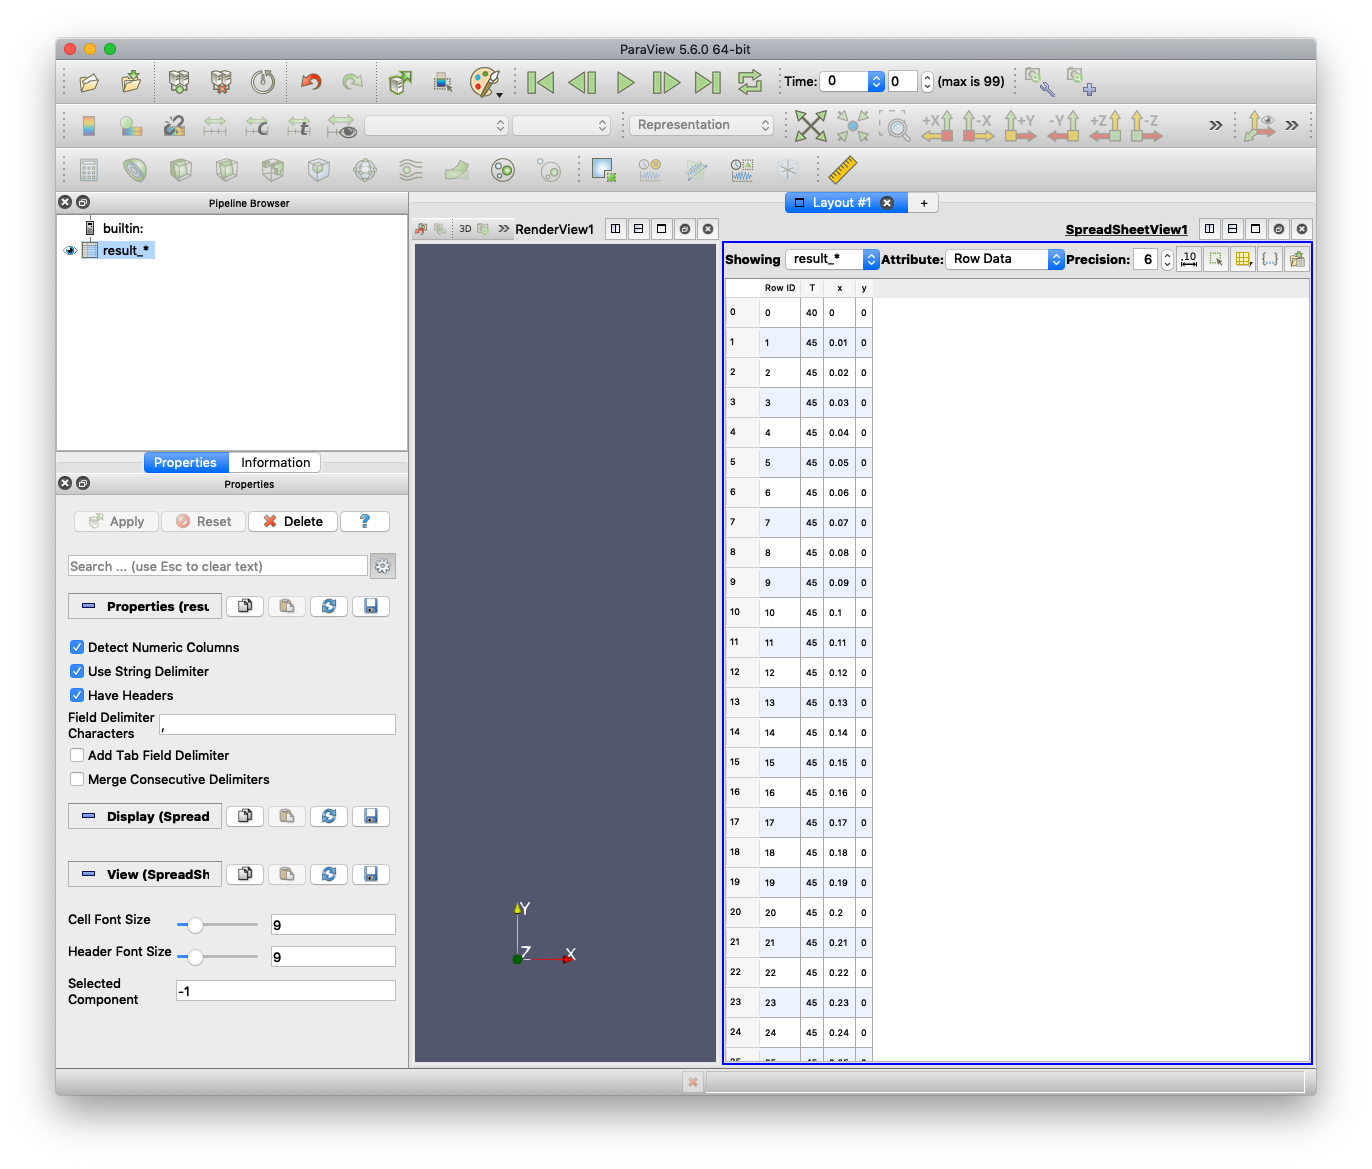 ParaView 5.6.0 64-bit
Time: 0 0 (max is 99)
Representation
+X -X +Y -Y +Z -Z
Pipeline Browser
builtin:
result_*
Properties Information
Properties
Apply Reset Delete ?
Search ... (use Esc to clear text)
Properties (resu
Detect Numeric Columns
Use String Delimiter
Have Headers
Field Delimiter
Characters ,
Add Tab Field Delimiter
Merge Consecutive Delimiters
Display (Spread
View (SpreadSh
Cell Font Size 9
Header Font Size 9
Selected
Component -1
Layout #1 +
3D RenderView1
Y
Z X
SpreadSheetView1
Showing result_* Attribute: Row Data Precision: 6 .10 {...}
Row ID T x y
0 0 40 0 0
1 1 45 0.01 0
2 2 45 0.02 0
3 3 45 0.03 0
4 4 45 0.04 0
5 5 45 0.05 0
6 6 45 0.06 0
7 7 45 0.07 0
8 8 45 0.08 0
9 9 45 0.09 0
10 10 45 0.1 0
11 11 45 0.11 0
12 12 45 0.12 0
13 13 45 0.13 0
14 14 45 0.14 0
15 15 45 0.15 0
16 16 45 0.16 0
17 17 45 0.17 0
18 18 45 0.18 0
19 19 45 0.19 0
20 20 45 0.2 0
21 21 45 0.21 0
22 22 45 0.22 0
23 23 45 0.23 0
24 24 45 0.24 0